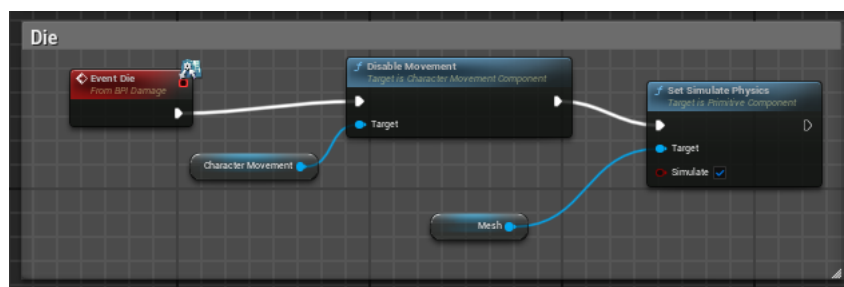 Die
Event Die
From BPI Damage
Character Movement
f Disable Movement
Target is Character Movement Component
Target
Mesh
f Set Simulate Physics
Target is Primitive Component
Target
Simulate